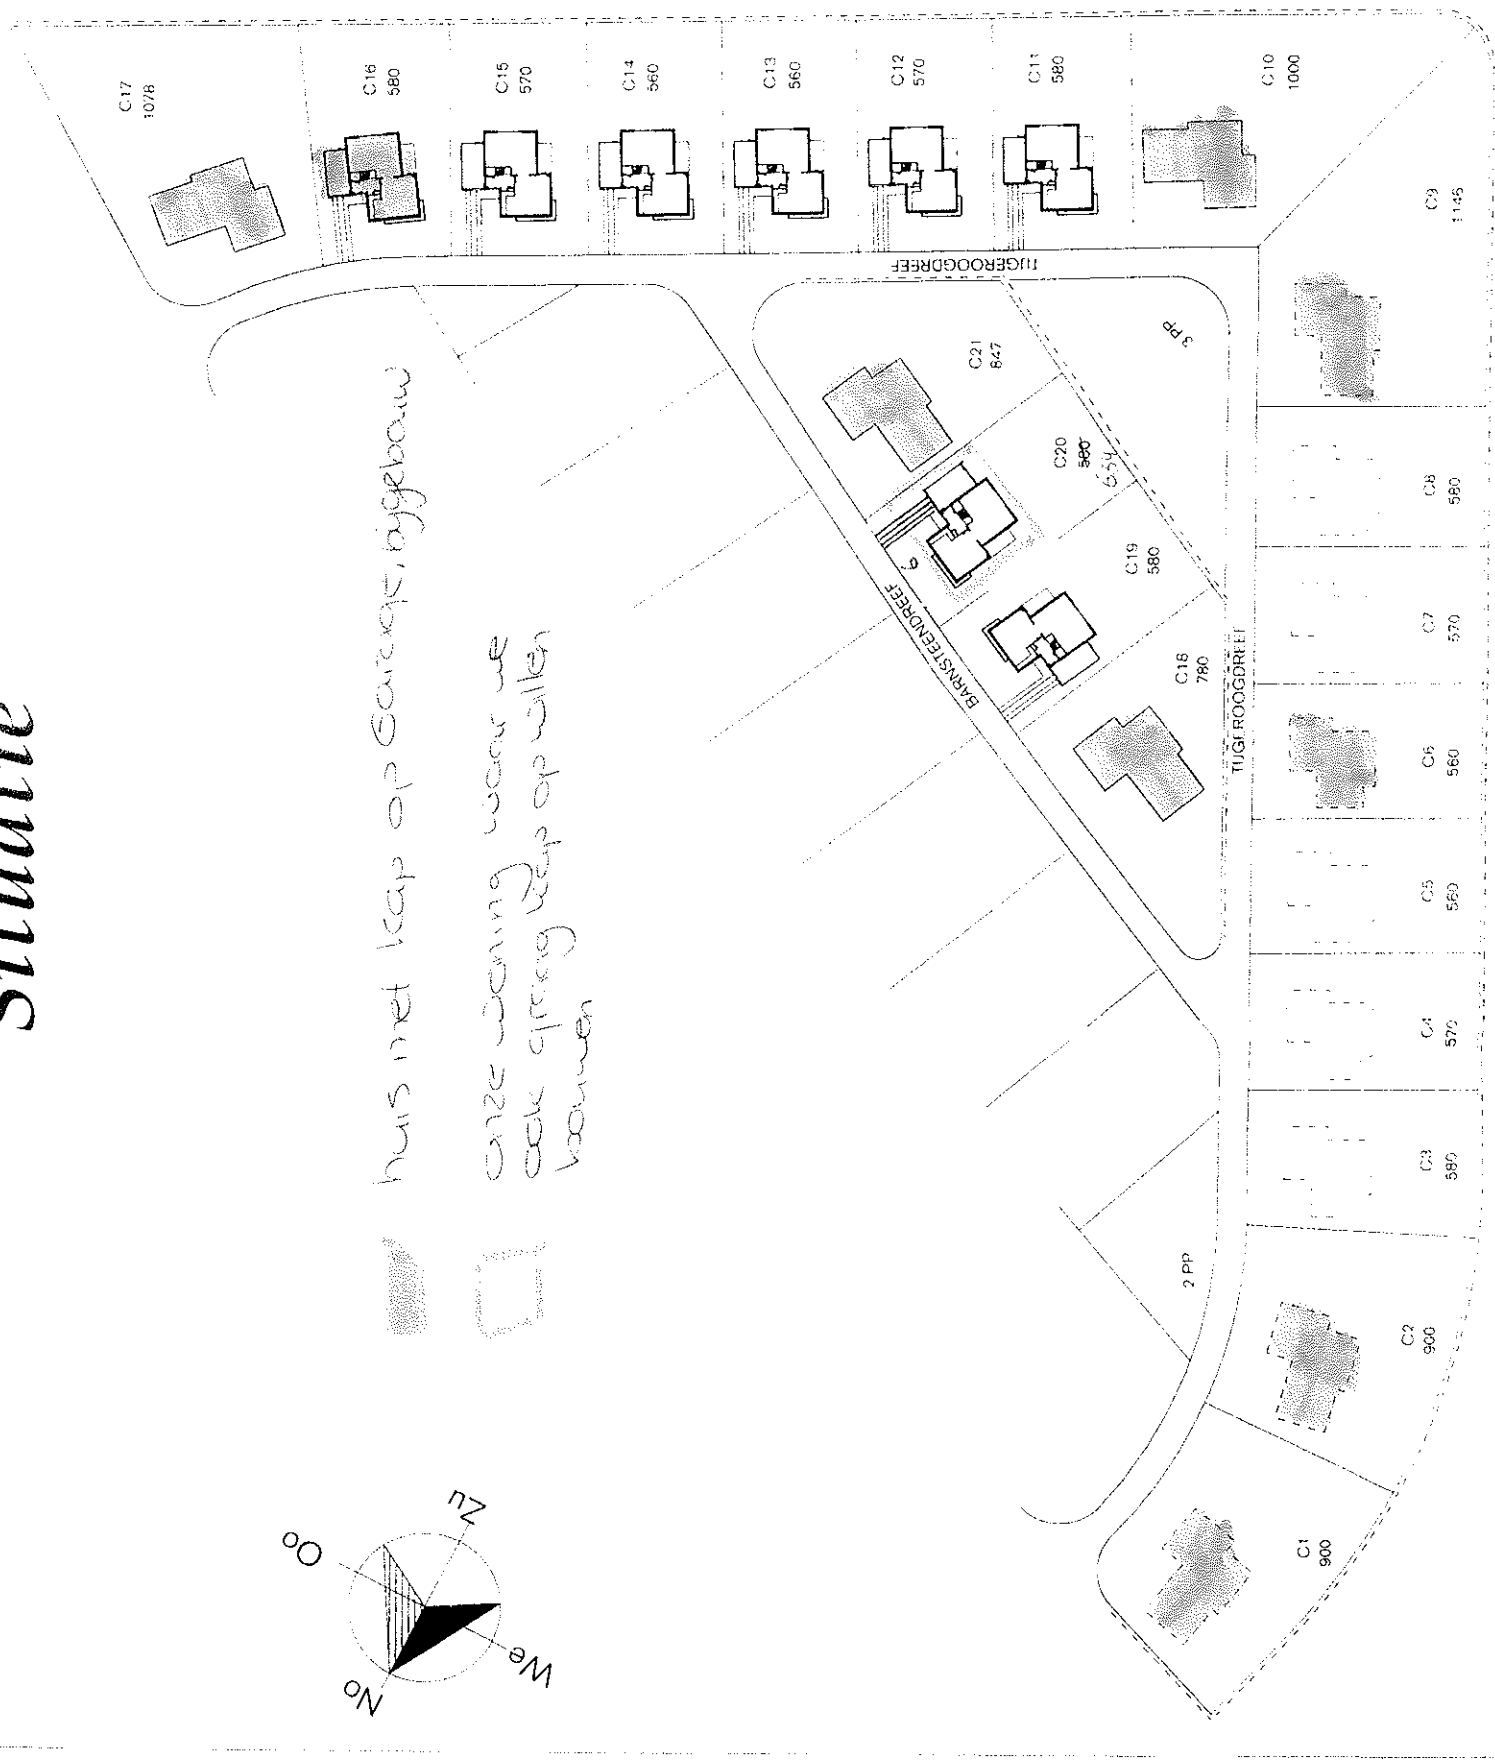 Situatie
huis met kap op Garage, bijgebouw
onze woning waar we
ook graag kap op willen
bouwen
No
Oo
Zu
We
C17
1078
C16
580
C15
570
C14
560
C13
560
C12
570
C11
580
C10
1000
C9
1146
TIJGEROOGDREEF
3 PP
C21
847
C20
580
654
6
C19
580
C18
780
BARNSTEENDREEF
TIJGEROOGDREEF
C8
580
C7
570
C6
560
C5
560
C4
570
C3
580
2 PP
C2
900
C1
900